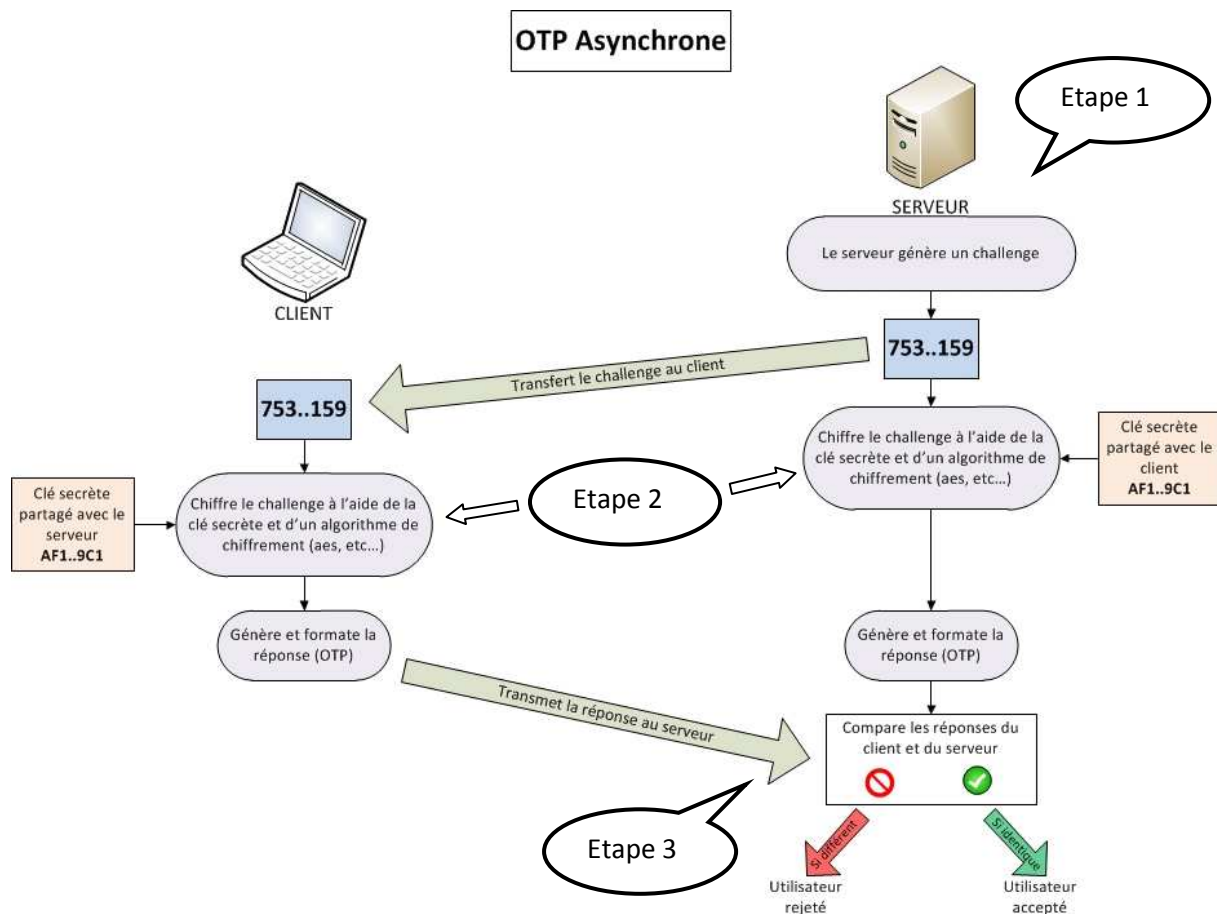 OTP Asynchrone
Etape 1
SERVEUR
CLIENT
Le serveur génère un challenge
753..159
Transfert le challenge au client
753..159
Chiffre le challenge à l'aide de la
clé secrète et d'un algorithme de
chiffrement (aes, etc...)
Clé secrète
partagé avec le
client
AF1..9C1
Etape 2
Clé secrète
partagé avec le
serveur
AF1..9C1
Chiffre le challenge à l'aide de la
clé secrète et d'un algorithme de
chiffrement (aes, etc...)
Génère et formate la
réponse (OTP)
Génère et formate la
réponse (OTP)
Transmet la réponse au serveur
Compare les réponses du
client et du serveur
Etape 3
Si différent
Si identique
Utilisateur
rejeté
Utilisateur
accepté